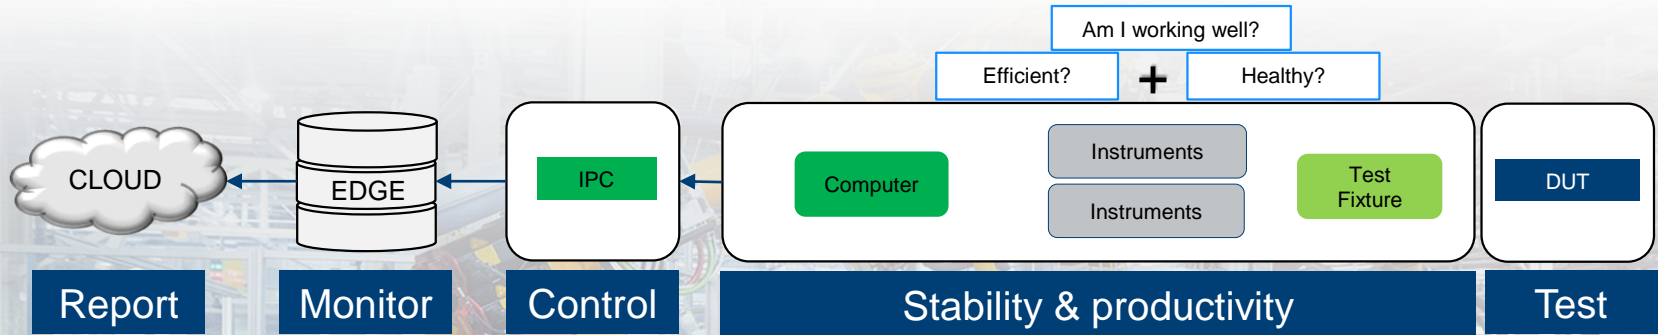 Am I working well?
Efficient?
+
Healthy?
CLOUD
EDGE
IPC
Computer
Instruments
Instruments
Test
Fixture
DUT
Report
Monitor
Control
Stability & productivity
Test